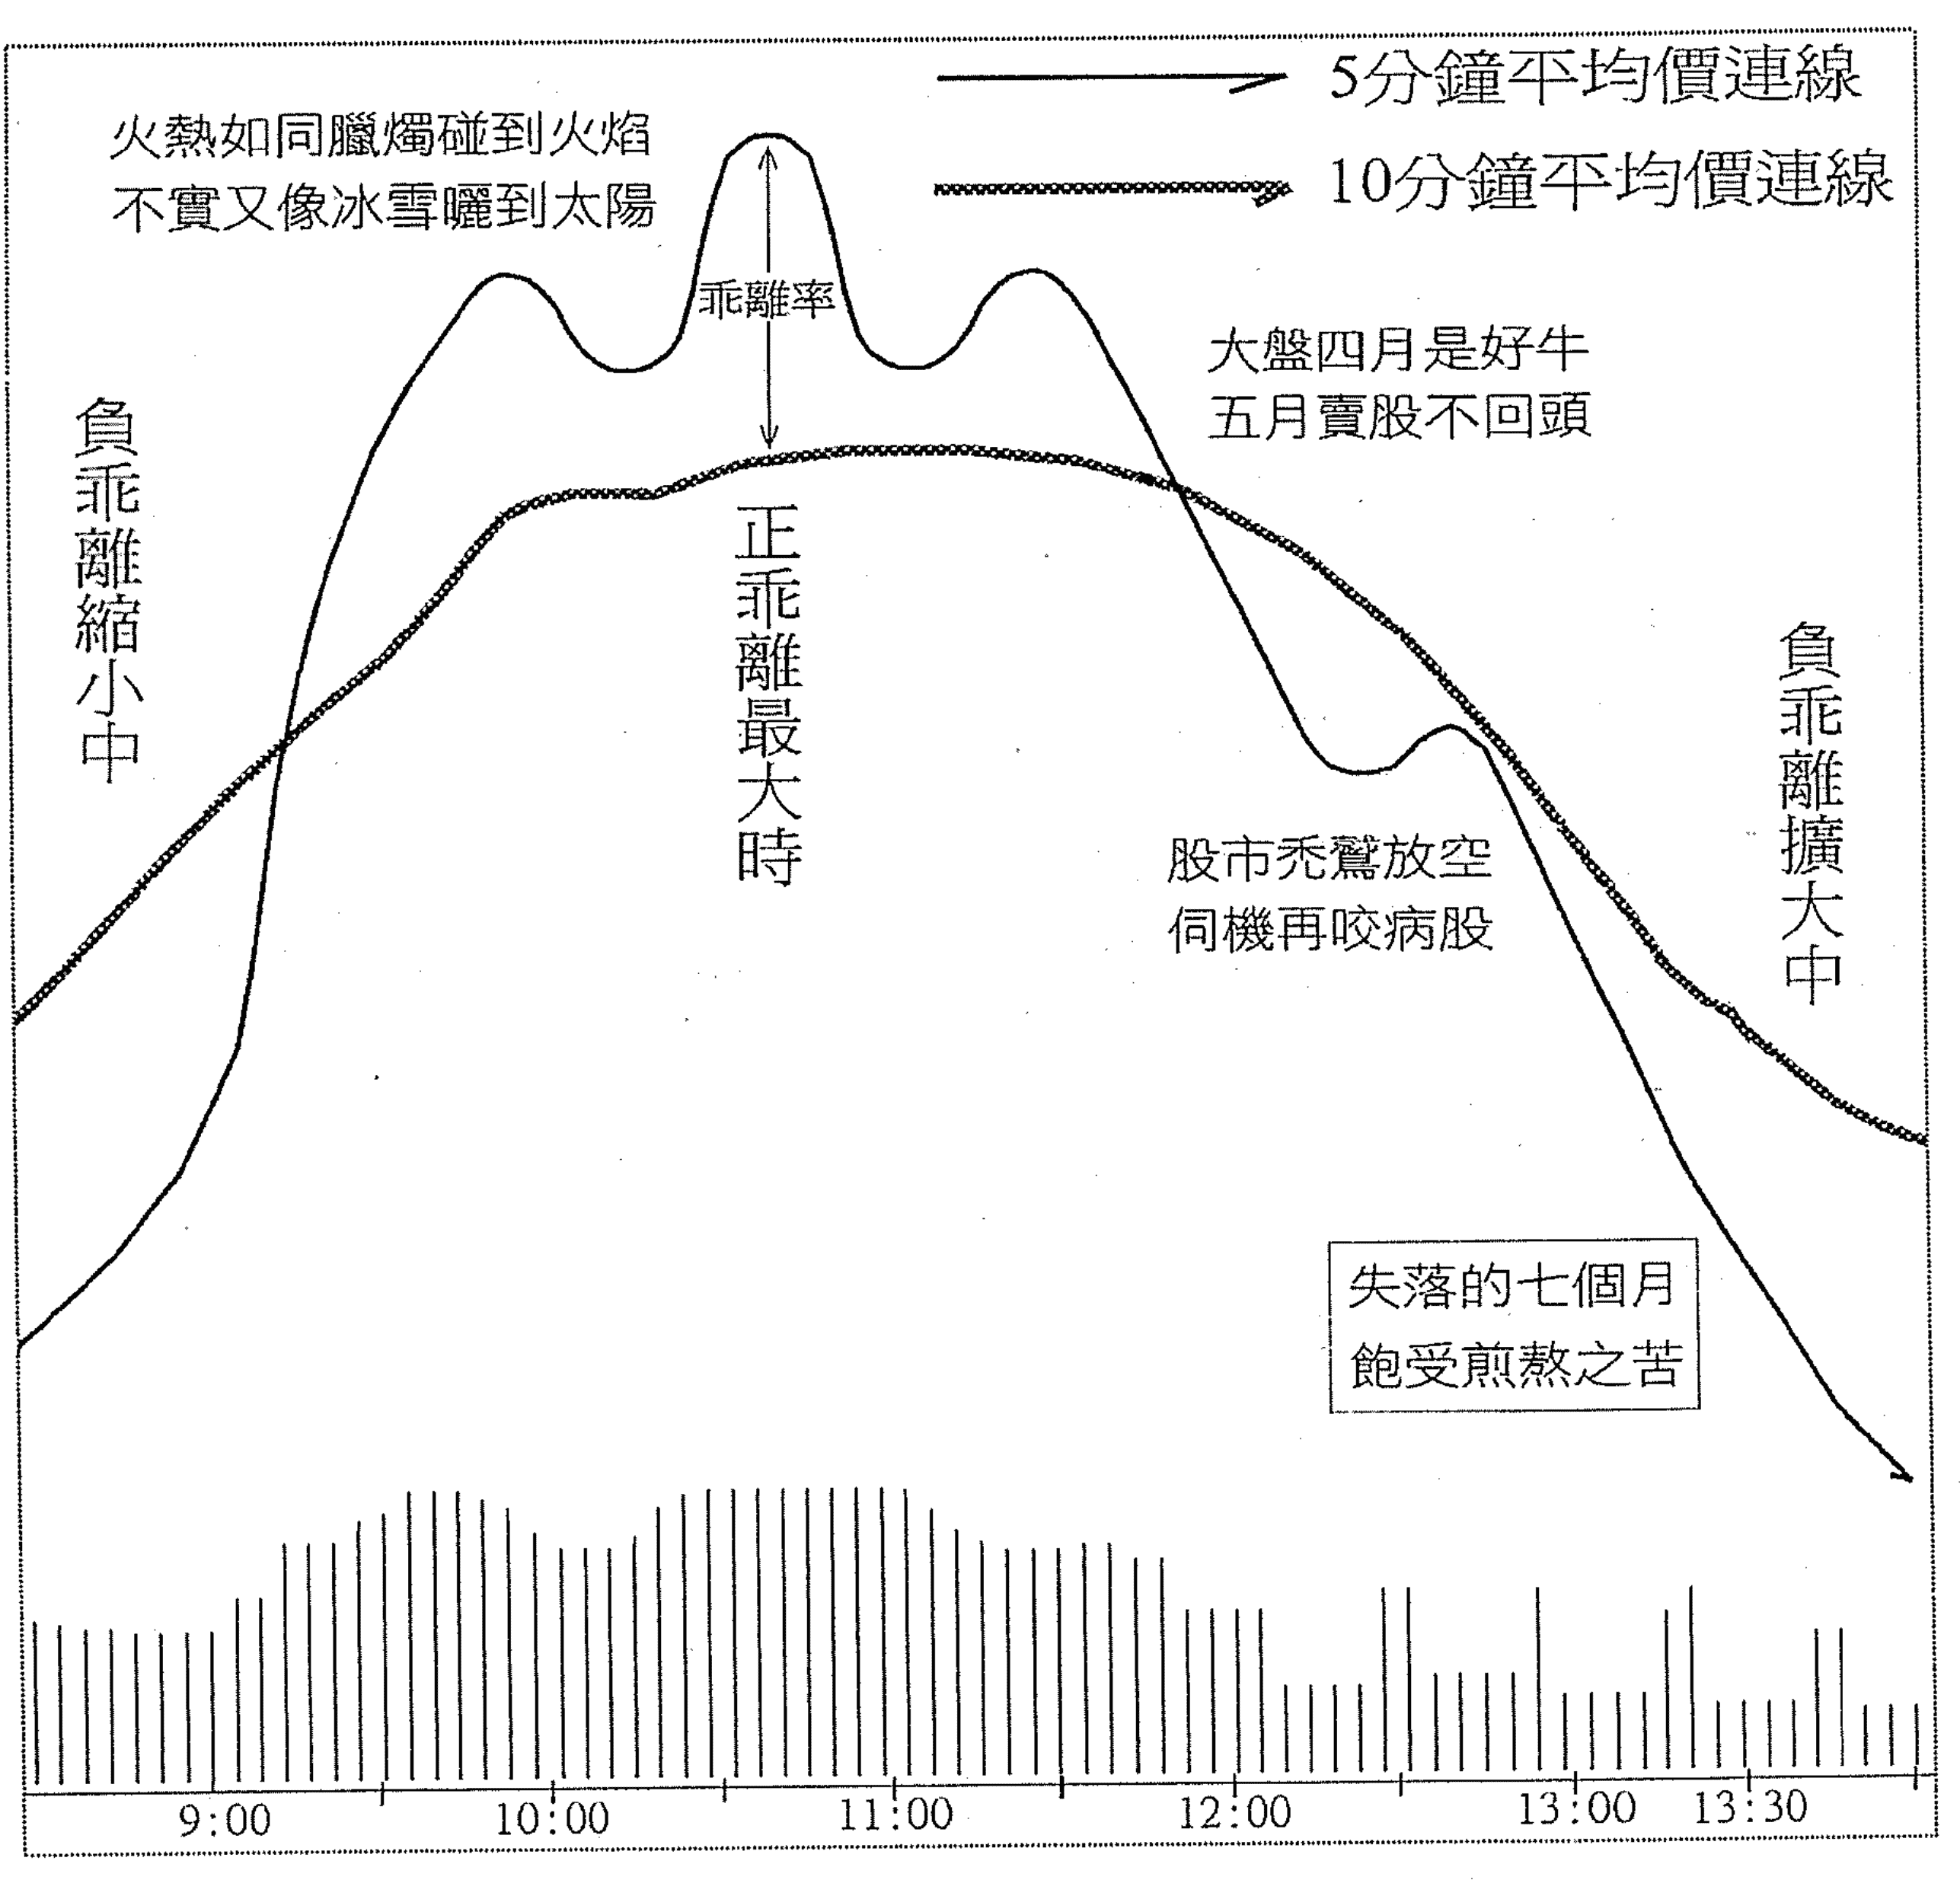 5分鐘平均價連線
10分鐘平均價連線
火熱如同臘燭碰到火焰
不實又像冰雪曬到太陽
乖離率
大盤四月是好牛
五月賣股不回頭
負乖離縮小中
正乖離最大時
負乖離擴大中
股市禿鷲放空
伺機再咬病股
失落的七個月
飽受煎熬之苦
9:00
10:00
11:00
12:00
13:00
13:30